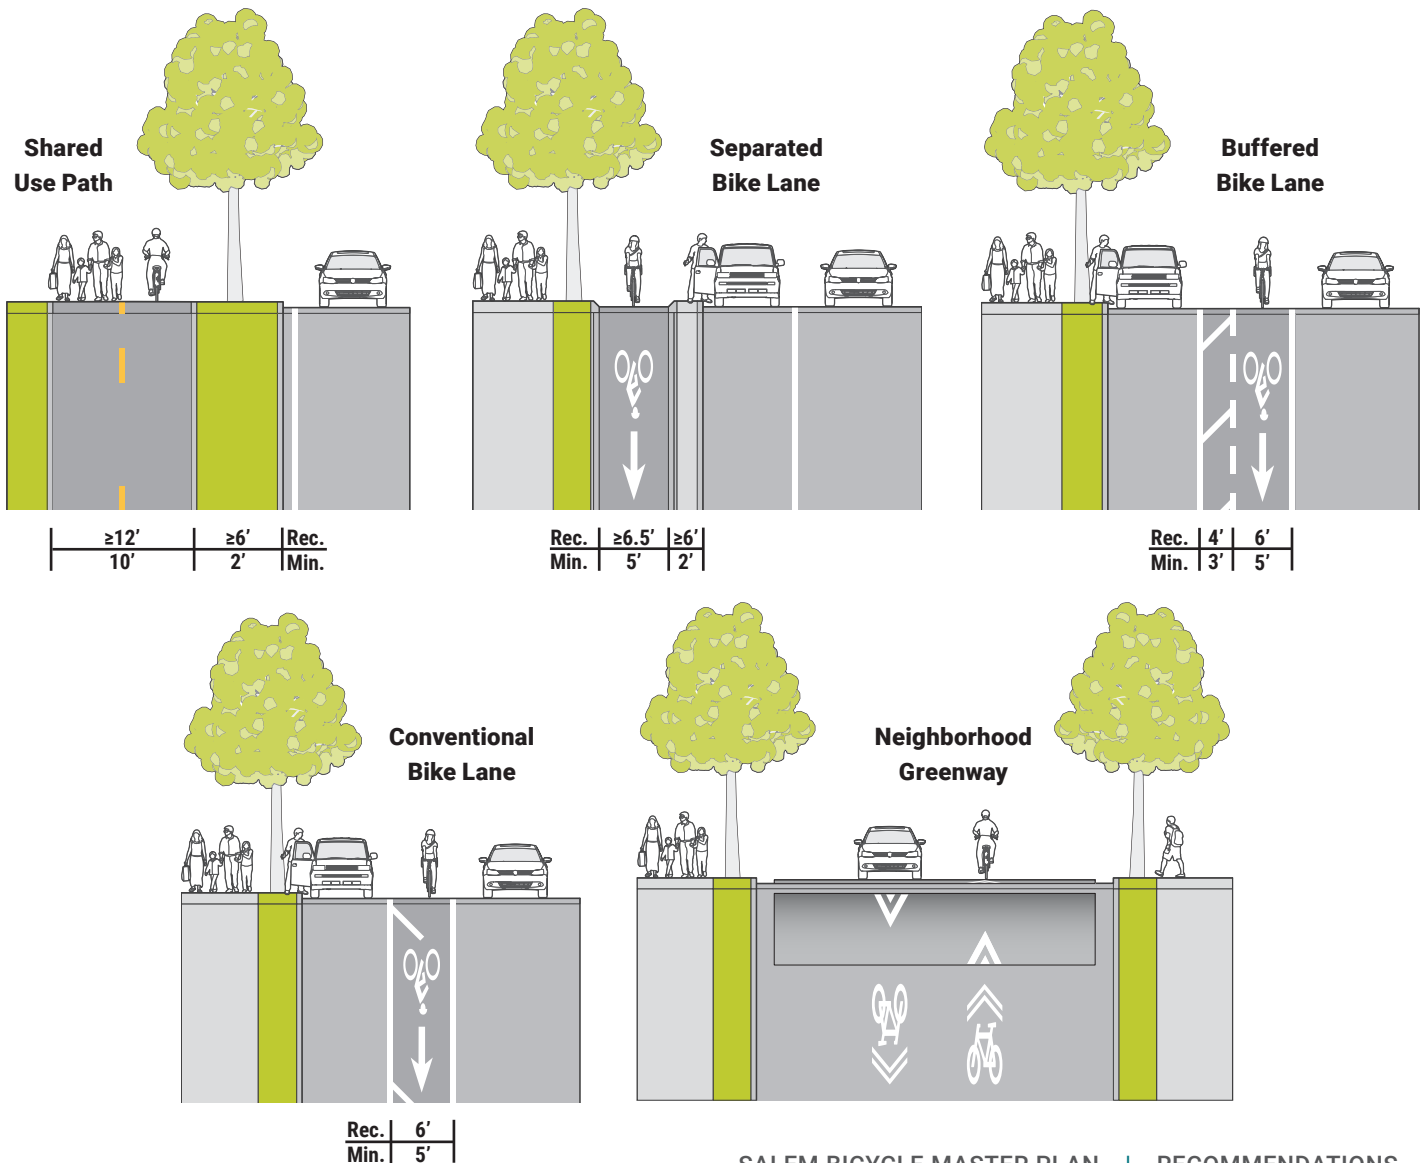 Shared
Use Path
Separated
Bike Lane
Buffered
Bike Lane
≥12’ ≥6’ Rec.
10’ 2’ Min.
Rec. ≥6.5’ ≥6’
Min. 5’ 2’
Rec. 4’ 6’
Min. 3’ 5’
Conventional
Bike Lane
Neighborhood
Greenway
Rec. 6’
Min. 5’
SALEM BICYCLE MASTER PLAN | RECOMMENDATIONS